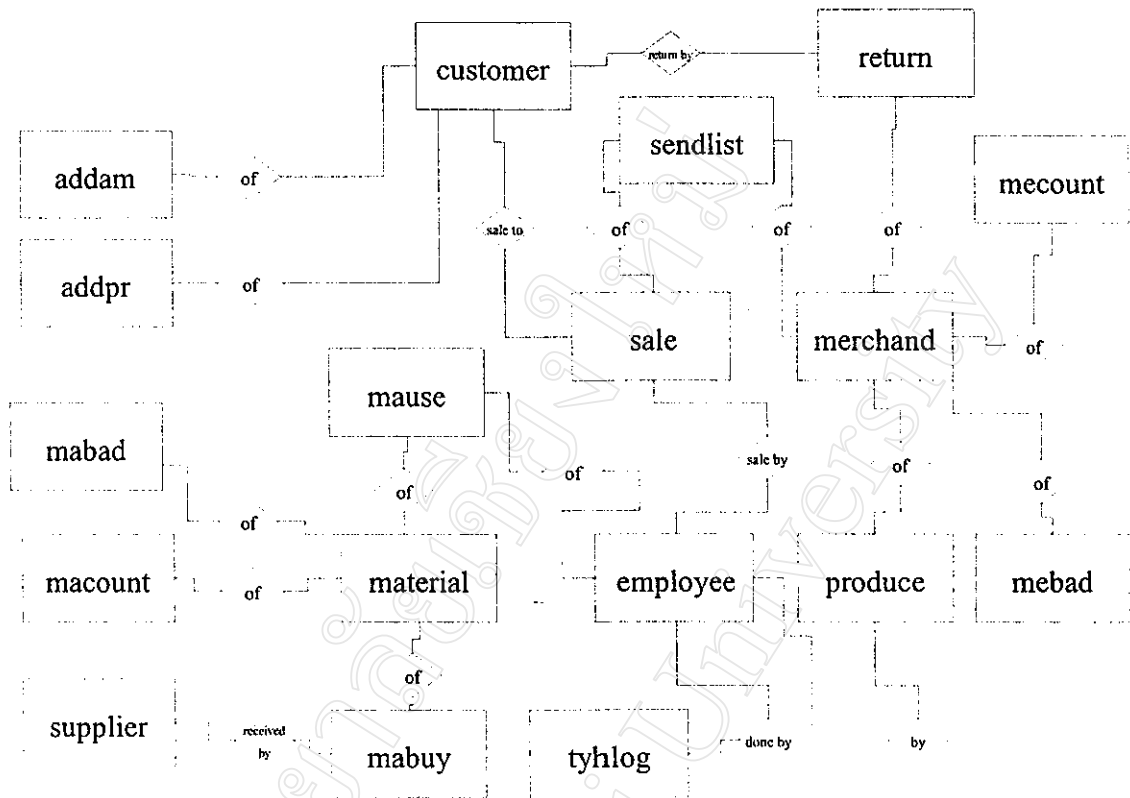 customer
return by
return
sendlist
mecount
addam
of
sale to
of
of
of
addpr
of
sale
merchand
of
mause
mabad
of
sale by
of
of
of
of
macount
of
material
employee
produce
mebad
of
supplier
received
by
mabuy
tyhlog
done by
by
University